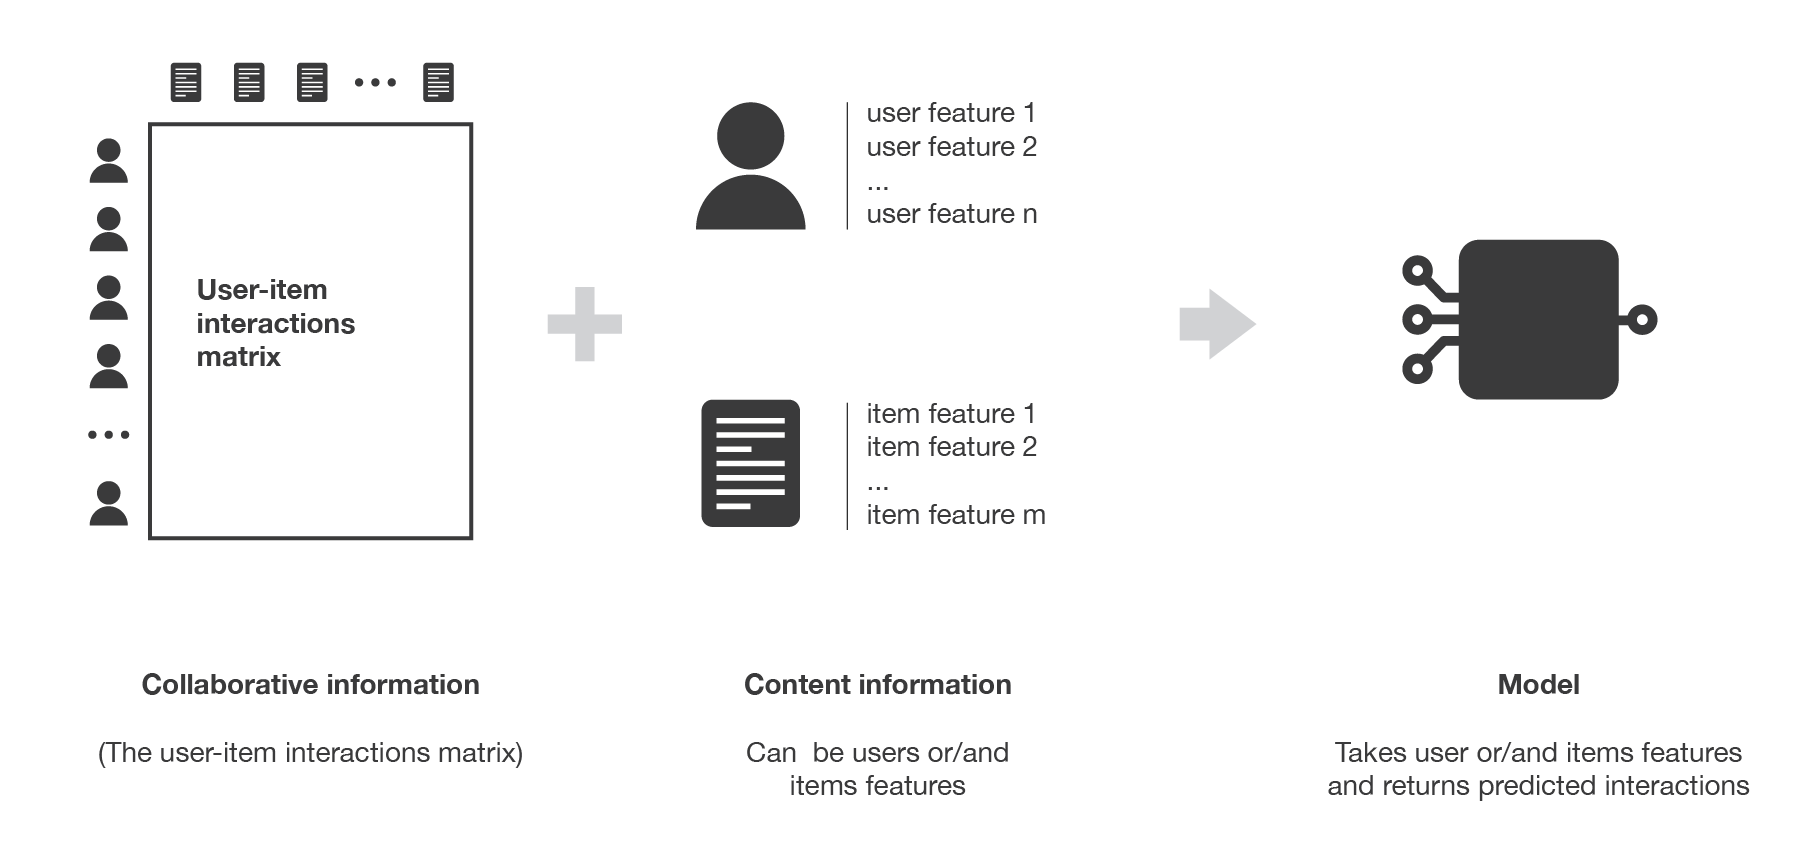 User-item
interactions
matrix
user feature 1
user feature 2
...
user feature n
item feature 1
item feature 2
...
item feature m
Collaborative information
(The user-item interactions matrix)
Content information
Can  be users or/and
items features
Model
Takes user or/and items features
and returns predicted interactions